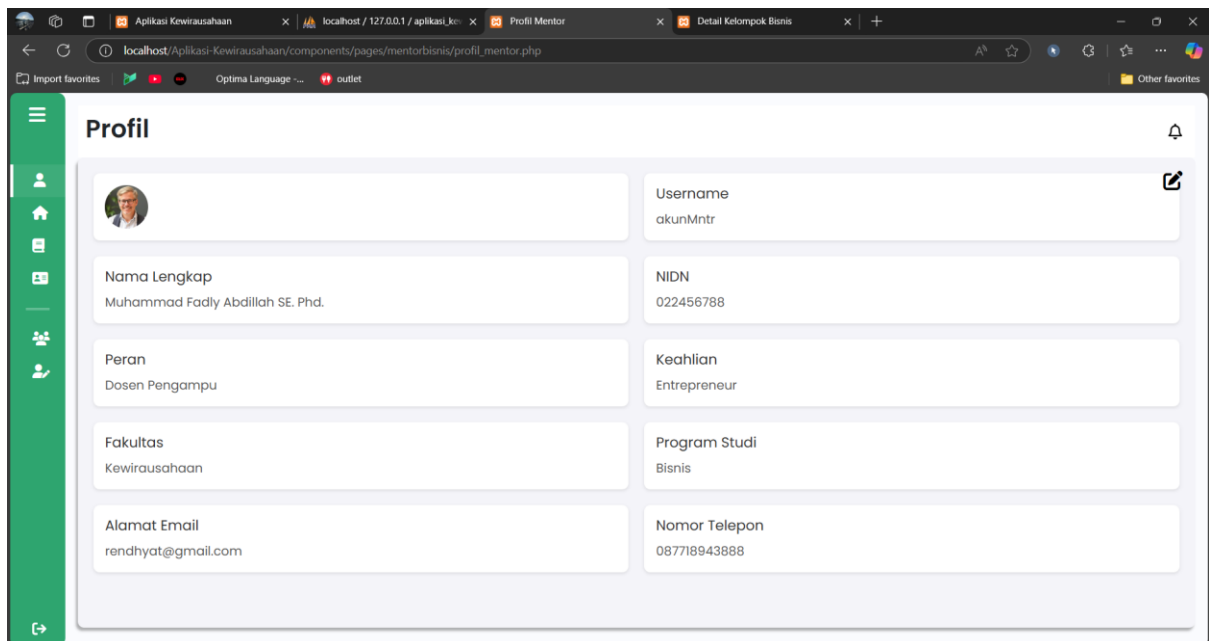 Aplikasi Kewirausahaan
localhost / 127.0.0.1 / aplikasi_kev
Profil Mentor
Detail Kelompok Bisnis
localhost/Aplikasi-Kewirausahaan/components/pages/mentorbisnis/profil_mentor.php
Import favorites
Optima Language -...
outlet
Other favorites
Profil
Username
akunMntr
Nama Lengkap
Muhammad Fadly Abdillah SE. Phd.
NIDN
022456788
Peran
Dosen Pengampu
Keahlian
Entrepreneur
Fakultas
Kewirausahaan
Program Studi
Bisnis
Alamat Email
rendhyat@gmail.com
Nomor Telepon
087718943888